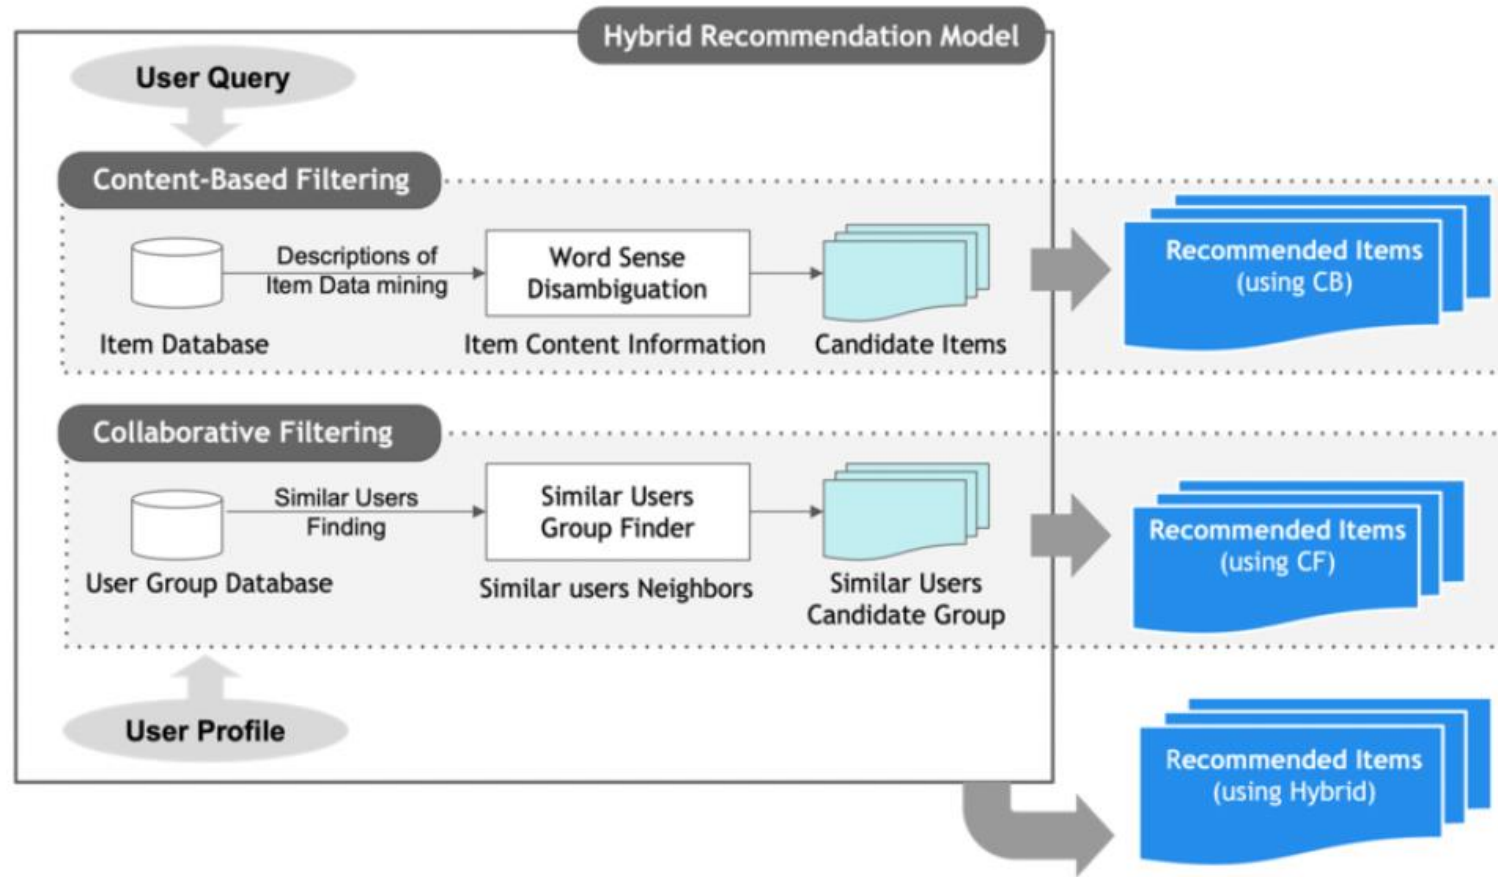 Hybrid Recommendation Model
User Query
Content-Based Filtering
Descriptions of
Item Data mining
Item Database
Word Sense
Disambiguation
Item Content Information
Candidate Items
Recommended Items
(using CB)
Collaborative Filtering
Similar Users
Finding
User Group Database
Similar Users
Group Finder
Similar users Neighbors
Similar Users
Candidate Group
Recommended Items
(using CF)
User Profile
Recommended Items
(using Hybrid)